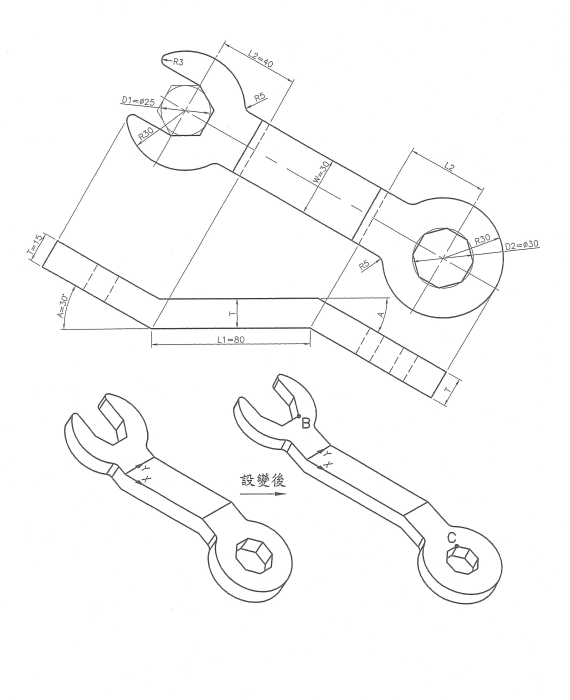 L2=40
R3
D1=ø25
R5
R30
W=30
L2
R30
D2=ø30
R5
T=15
A=30°
T
A
L1=80
T
B
Y
X
Y
X
設變後
C